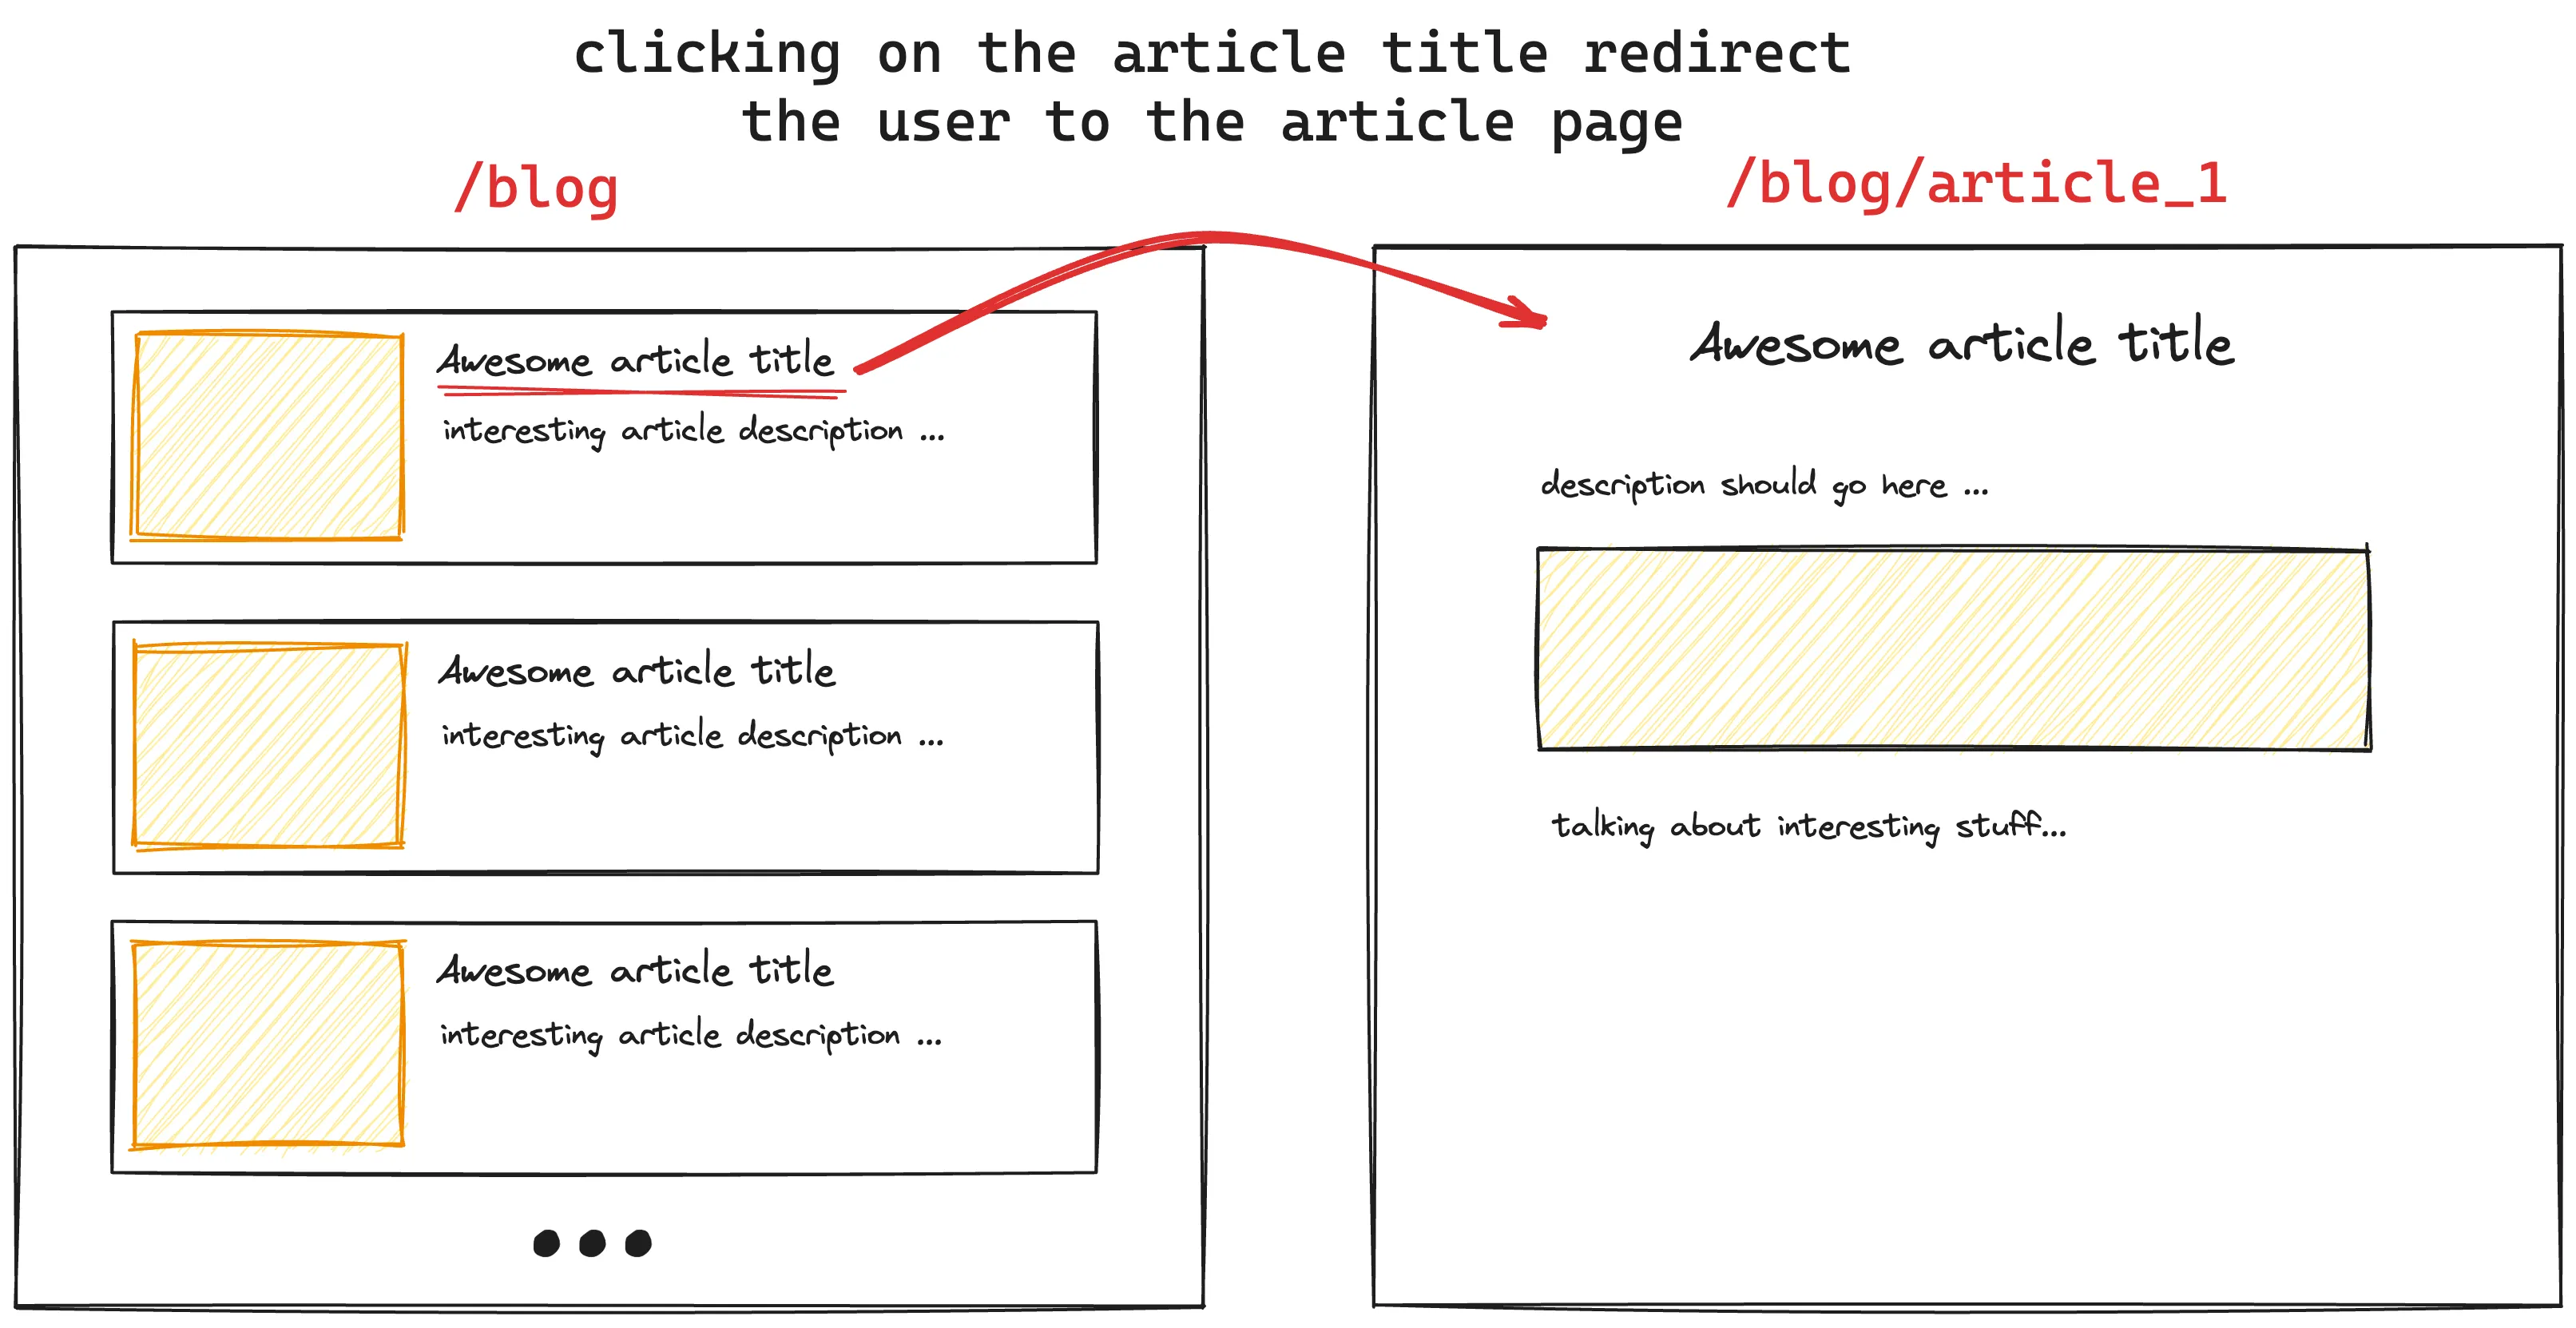 clicking on the article title redirect
the user to the article page
/blog
/blog/article_1
Awesome article title
interesting article description ...
Awesome article title
interesting article description ...
Awesome article title
interesting article description ...
Awesome article title
description should go here ...
talking about interesting stuff...